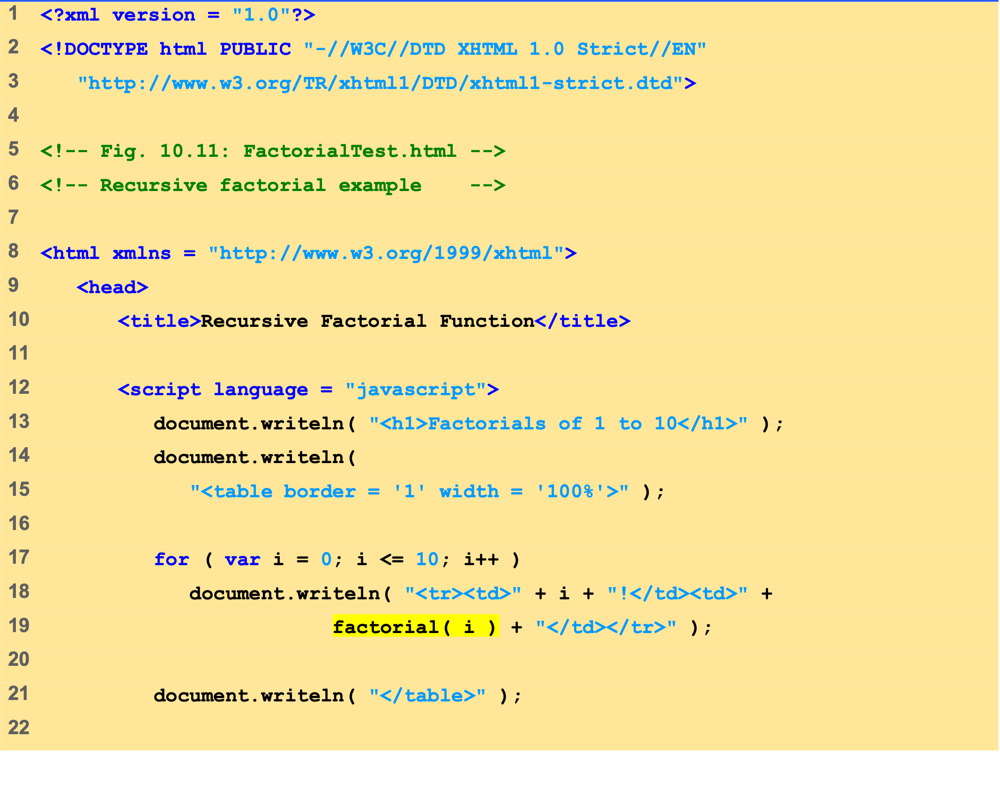 1 <?xml version = "1.0"?>
2 <!DOCTYPE html PUBLIC "-//W3C//DTD XHTML 1.0 Strict//EN"
3    "http://www.w3.org/TR/xhtml1/DTD/xhtml1-strict.dtd">
4
5 <!-- Fig. 10.11: FactorialTest.html -->
6 <!-- Recursive factorial example    -->
7
8 <html xmlns = "http://www.w3.org/1999/xhtml">
9    <head>
10       <title>Recursive Factorial Function</title>
11
12       <script language = "javascript">
13          document.writeln( "<h1>Factorials of 1 to 10</h1>" );
14          document.writeln(
15             "<table border = '1' width = '100%'>" );
16
17          for ( var i = 0; i <= 10; i++ )
18             document.writeln( "<tr><td>" + i + "!</td><td>" +
19                         factorial( i ) + "</td></tr>" );
20
21          document.writeln( "</table>" );
22